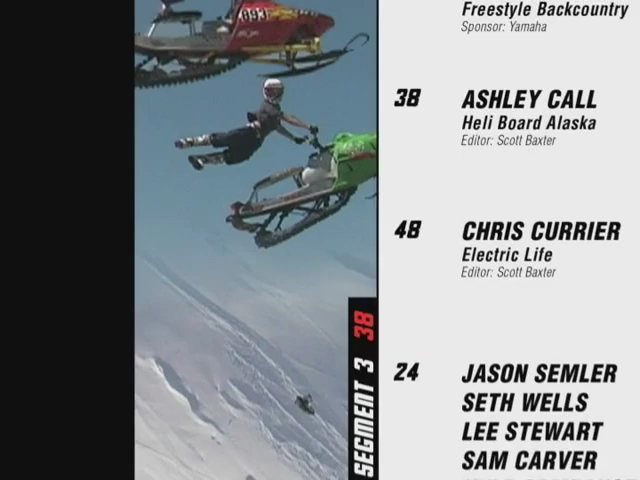 893
Freestyle Backcountry
Sponsor: Yamaha
38
ASHLEY CALL
Heli Board Alaska
Editor: Scott Baxter
48
CHRIS CURRIER
Electric Life
Editor: Scott Baxter
SEGMENT 3 38
24
JASON SEMLER
SETH WELLS
LEE STEWART
SAM CARVER